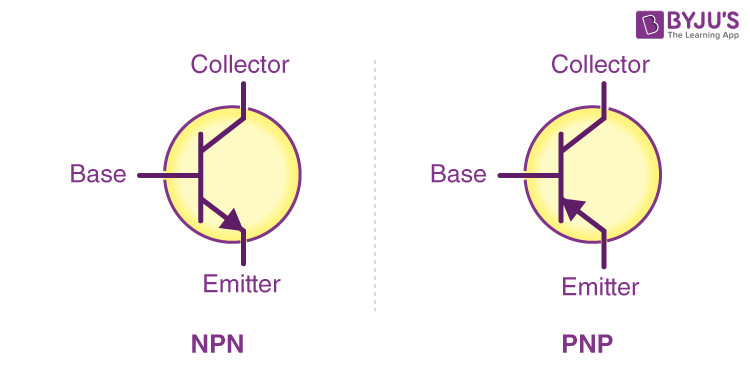 BYJU'S
The Learning App
Collector
Collector
Base
Base
Emitter
Emitter
NPN
PNP